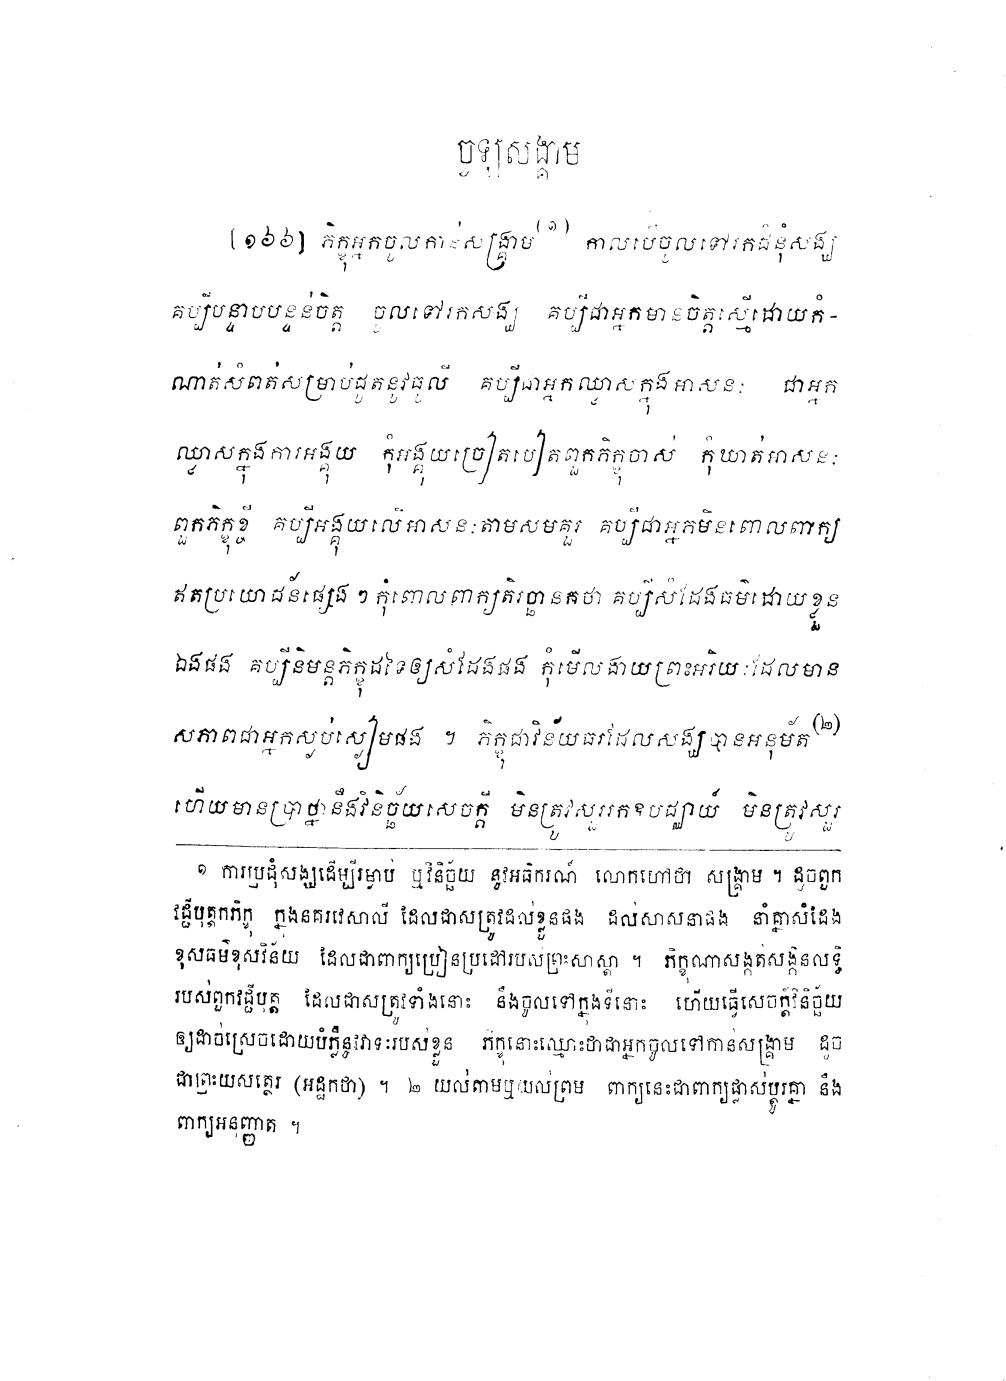 ចូឡសង្គាម
[១៦៦] ភិក្ខុអ្នកចូលកាន់សង្គ្រាម(១) កាលបើចូលទៅរកជំនុំសង្ឃ
គប្បីបន្ទាបបន្ទន់ចិត្ត ចូលទៅរកសង្ឃ គប្បីជាអ្នកមានចិត្តស្មើដោយកំ-
ណាត់សំពត់សម្រាប់ជូតនូវធូលី គប្បីជាអ្នកឈ្លាសក្នុងអាសនៈ ជាអ្នក
ឈ្លាសក្នុងការអង្គុយ កុំអង្គុយច្រៀតបៀតពួកភិក្ខុចាស់ កុំឃាត់អាសនៈ
ពួកភិក្ខុខ្ចី គប្បីអង្គុយលើអាសនៈតាមសមគួរ គប្បីជាអ្នកមិនពោលពាក្យ
ឥតប្រយោជន៍ផ្សេង ៗ កុំពោលពាក្យតិរច្ឆានកថា គប្បីសំដែងធម៌ដោយខ្លួន
ឯងផង គប្បីនិមន្តភិក្ខុដទៃឲ្យសំដែងផង កុំមើលងាយព្រះអរិយៈដែលមាន
សភាពជាអ្នកស្ងប់ស្ងៀមផង ។ ភិក្ខុជាវិន័យធរដែលសង្ឃបានអនុម័ត(២)
ហើយមានប្រាថ្នានឹងវិនិច្ឆ័យសេចក្តី មិនត្រូវសួររកឧបជ្ឈាយ៍ មិនត្រូវសួរ
១ ការប្រជុំសង្ឃដើម្បីរម្ងាប់ ឬវិនិច្ឆ័យ នូវអធិករណ៍ លោកហៅថា សង្គ្រាម ។ ដូចពួក
វជ្ជីបុត្តកភិក្ខុ ក្នុងនគរវេសាលី ដែលជាសត្រូវដល់ខ្លួនផង ដល់សាសនាផង នាំគ្នាសំដែង
ខុសធម៌ខុសវិន័យ ដែលជាពាក្យប្រៀនប្រដៅរបស់ព្រះសាស្តា ។ ភិក្ខុណាសង្កត់សង្កិនលទ្ធិ
របស់ពួកវជ្ជីបុត្ត ដែលជាសត្រូវទាំងនោះ នឹងចូលទៅក្នុងទីនោះ ហើយធ្វើសេចក្តីវិនិច្ឆ័យ
ឲ្យដាច់ស្រេចដោយបំភ្លឺនូវវាទៈរបស់ខ្លួន ភិក្ខុនោះឈ្មោះថាជាអ្នកចូលទៅកាន់សង្គ្រាម ដូច
ជាព្រះយសត្ថេរ (អដ្ឋកថា) ។ ២ យល់តាមឬយល់ព្រម ពាក្យនេះជាពាក្យផ្លាស់ប្តូរគ្នា នឹង
ពាក្យអនុញ្ញាត ។